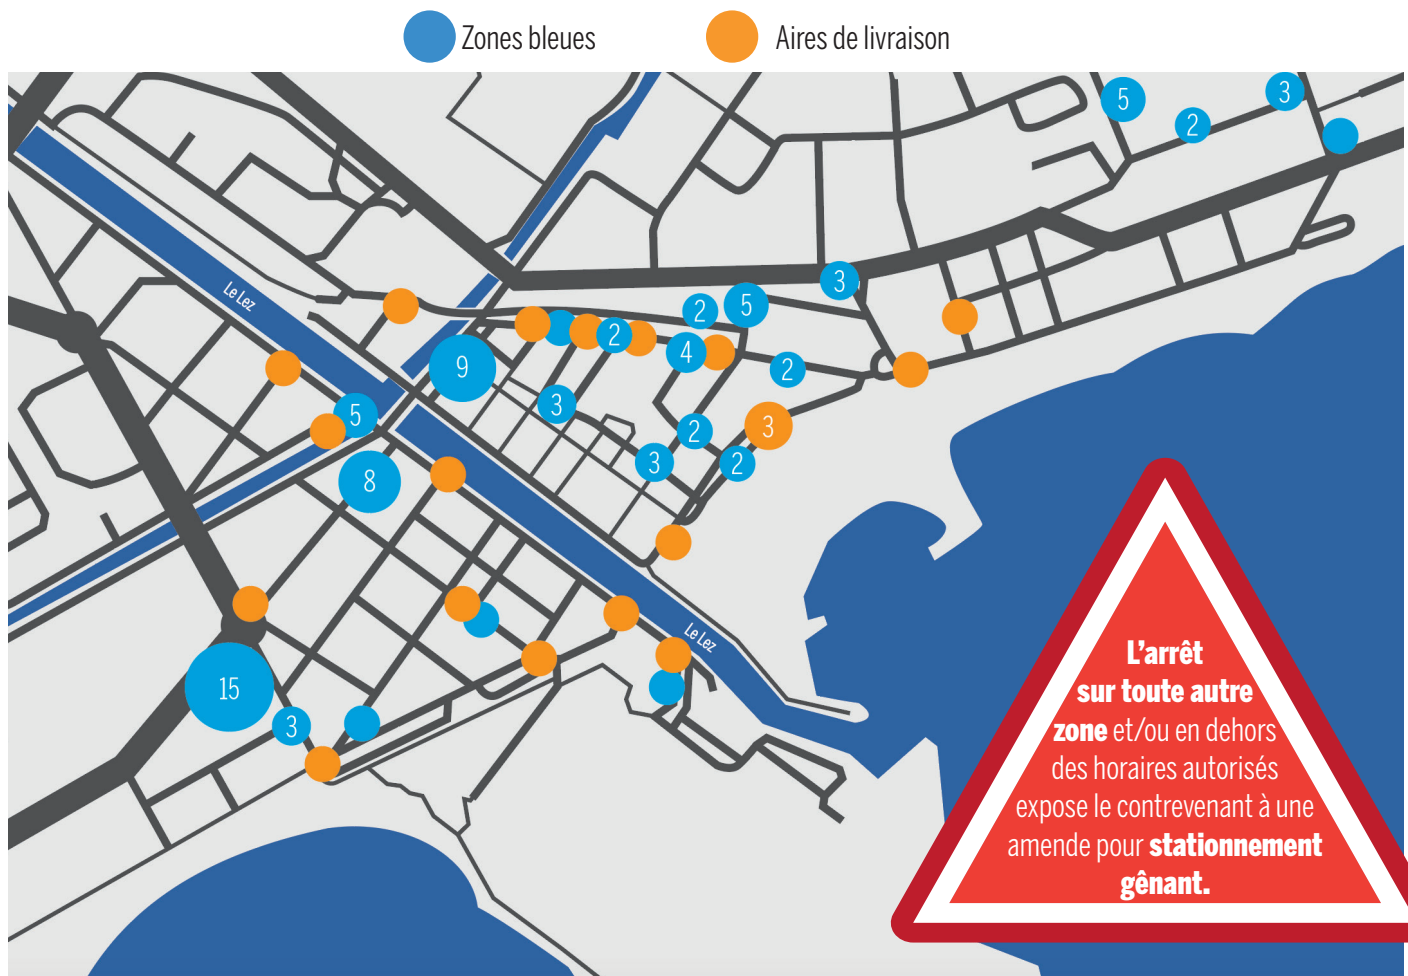 Zones bleues
Aires de livraison
5
3
2
3
Le Lez
2
5
2
4
9
2
3
5
3
2
3
2
8
Le Lez
15
3
L'arrêt
sur toute autre
zone et/ou en dehors
des horaires autorisés
expose le contrevenant à une
amende pour stationnement
gênant.